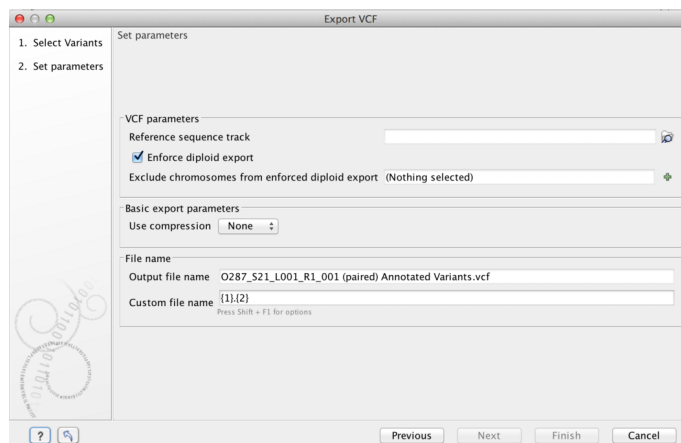 Export VCF
1. Select Variants
2. Set parameters
Set parameters
VCF parameters
Reference sequence track
Enforce diploid export
Exclude chromosomes from enforced diploid export (Nothing selected)
Basic export parameters
Use compression None
File name
Output file name O287_S21_L001_R1_001 (paired) Annotated Variants.vcf
Custom file name {1}.{2}
Press Shift + F1 for options
? Previous Next Finish Cancel